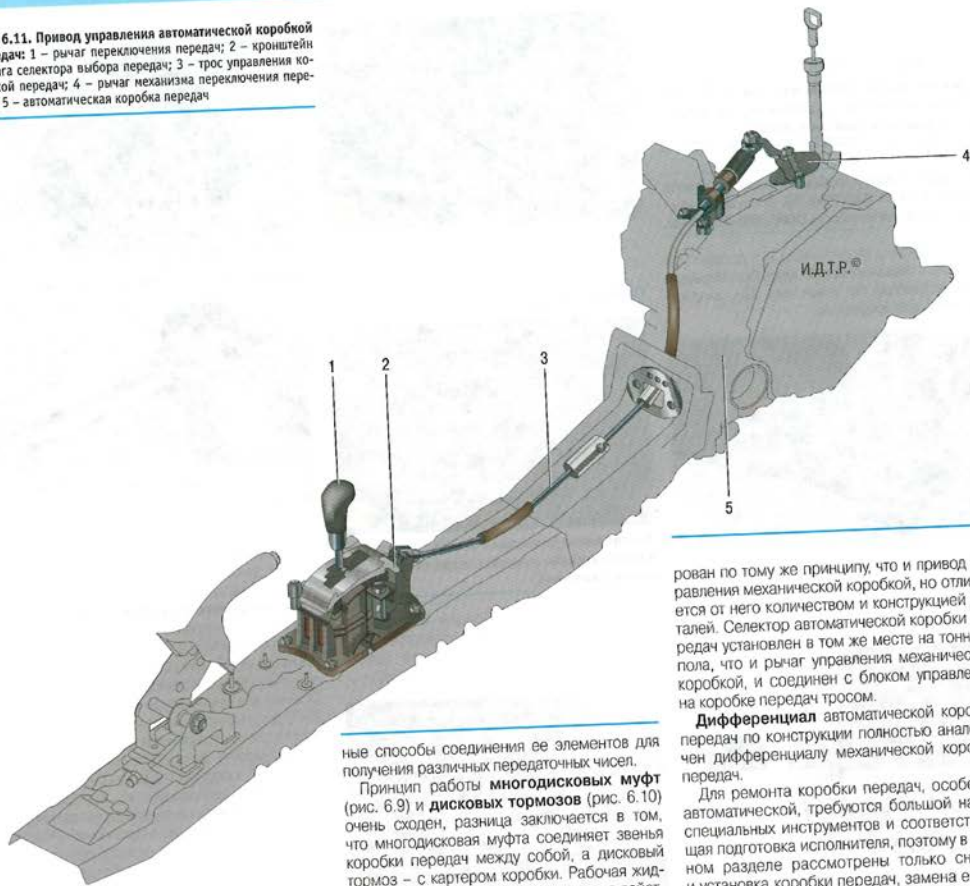 6.11. Привод управления автоматической коробкой
1 – рычаг переключения передач; 2 – кронштейн
селектора выбора передач; 3 – трос управления ко-
передач; 4 – рычаг механизма переключения пере-
5 – автоматическая коробка передач
4
И.Д.Т.Р.©
3
2
1
5
ные способы соединения ее элементов для
получения различных передаточных чисел.
Принцип работы многодисковых муфт
(рис. 6.9) и дисковых тормозов (рис. 6.10)
очень сходен, разница заключается в том,
что многодисковая муфта соединяет звенья
коробки передач между собой, а дисковый
тормоз – с картером коробки. Рабочая жид-
рован по тому же принципу, что и привод
равления механической коробкой, но отли
ется от него количеством и конструкцией
талей. Селектор автоматической коробки
редач установлен в том же месте на тонн
пола, что и рычаг управления механичес
коробкой, и соединен с блоком управле
на коробке передач тросом.
Дифференциал автоматической коро
передач по конструкции полностью анало
чен дифференциалу механической коро
передач.
Для ремонта коробки передач, особе
автоматической, требуются большой на
специальных инструментов и соответст
щая подготовка исполнителя, поэтому в
ном разделе рассмотрены только сн
и установка коробки передач, замена е